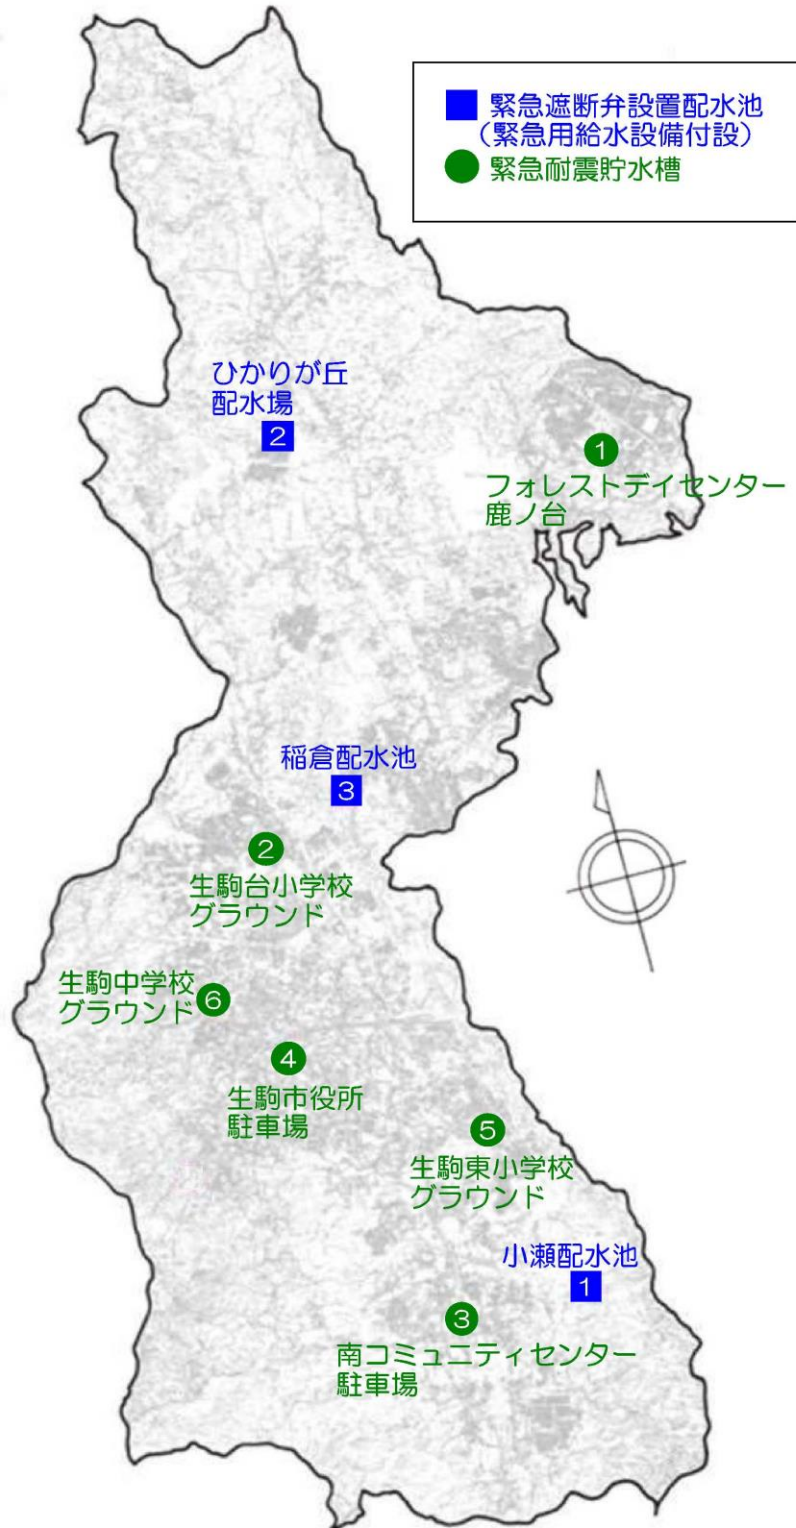 緊急遮断弁設置配水池
(緊急用給水設備付設)
緊急耐震貯水槽
ひかりが丘
配水場
2
1
フォレストデイセンター
鹿ノ台
稲倉配水池
3
2
生駒台小学校
グラウンド
生駒中学校
グラウンド
6
4
生駒市役所
駐車場
5
生駒東小学校
グラウンド
小瀬配水池
1
3
南コミュニティセンター
駐車場